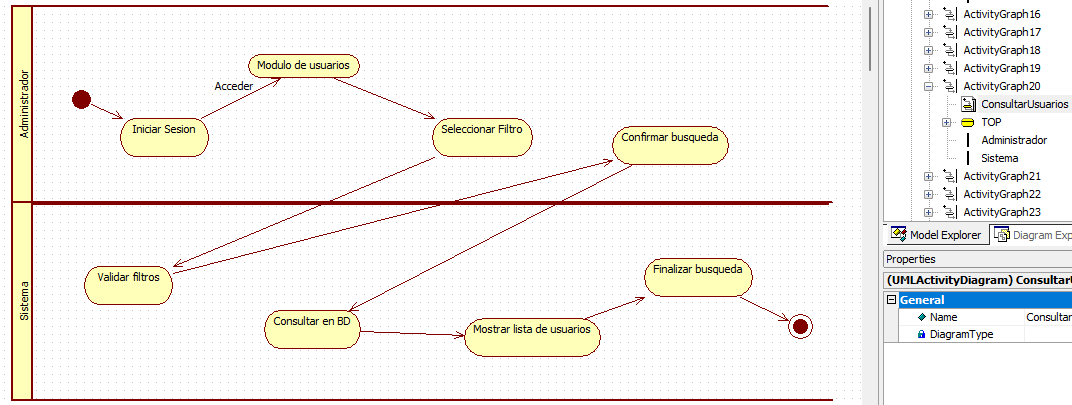 Administrador
Modulo de usuarios
Acceder
Iniciar Sesion
Seleccionar Filtro
Confirmar busqueda
Sistema
Validar filtros
Finalizar busqueda
Consultar en BD
Mostrar lista de usuarios
ActivityGraph16
ActivityGraph17
ActivityGraph18
ActivityGraph19
ActivityGraph20
ConsultarUsuarios
TOP
Administrador
Sistema
ActivityGraph21
ActivityGraph22
ActivityGraph23
Model Explorer
Diagram Exp
Properties
(UMLActivityDiagram) ConsultarU
General
Name
Consultar
DiagramType